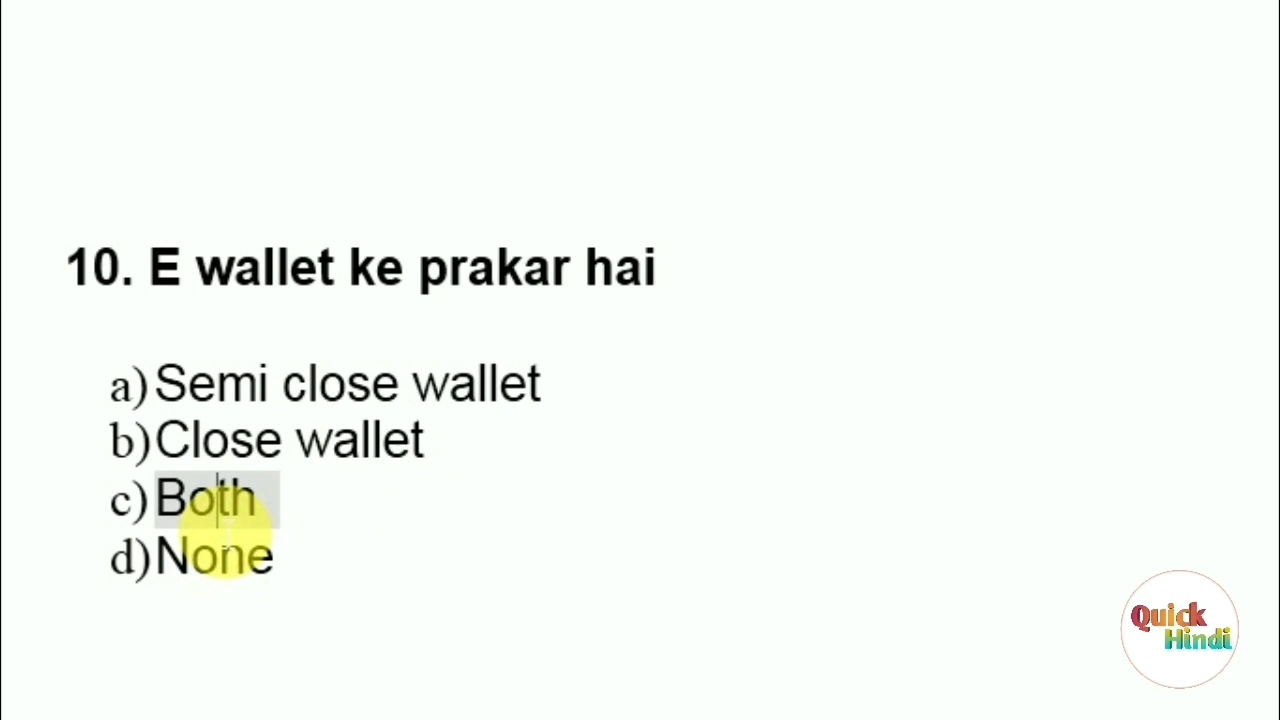 10. E wallet ke prakar hai
a) Semi close wallet
b) Close wallet
c) Both
d) None
Quick
Hindi